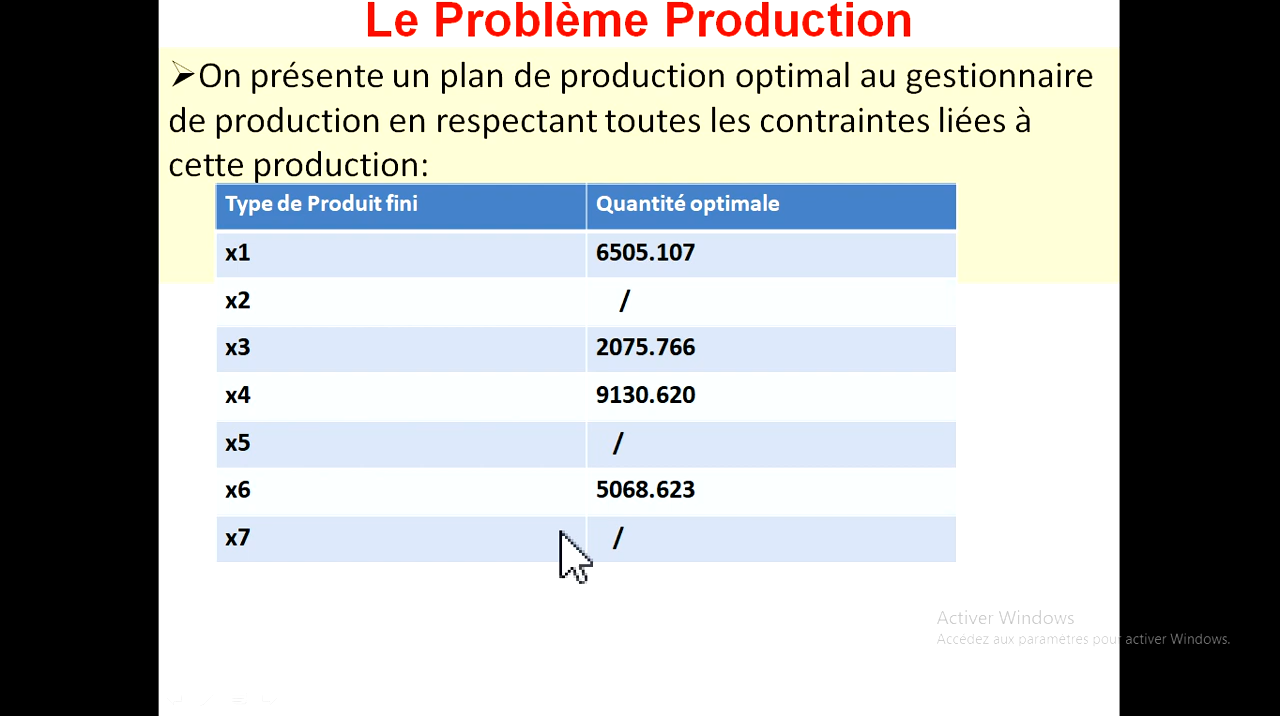 Le Problème Production
➢On présente un plan de production optimal au gestionnaire
de production en respectant toutes les contraintes liées à
cette production:
Type de Produit fini Quantité optimale
x1 6505.107
x2 /
x3 2075.766
x4 9130.620
x5 /
x6 5068.623
x7 /
Activer Windows
Accédez aux paramètres pour activer Windows.